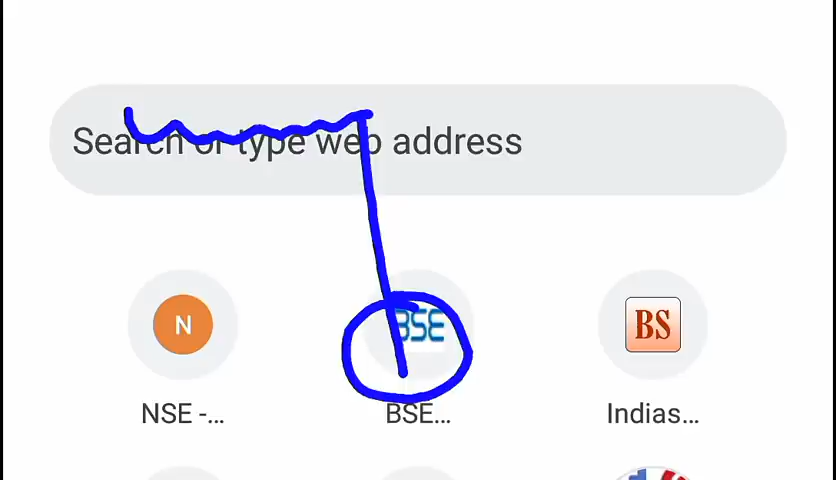 Search or type web address
N
BSE
BS
NSE -...
BSE...
Indias...